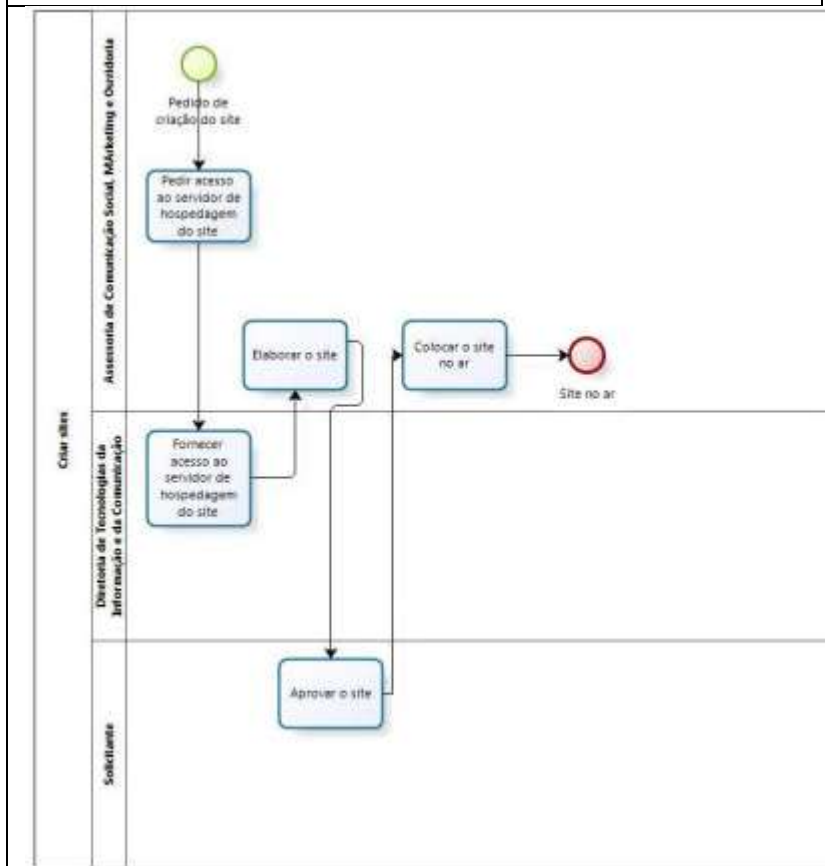 Criar sites
Assessoria de Comunicação Social, MArketing e Ouvidoria
Pedido de
criação do site
Pedir acesso
ao servidor de
hospedagem
do site
Elaborar o site
Colocar o site
no ar
Site no ar
Diretoria de Tecnologias da
Informação e da Comunicação
Fornecer
acesso ao
servidor de
hospedagem
do site
Solicitante
Aprovar o site